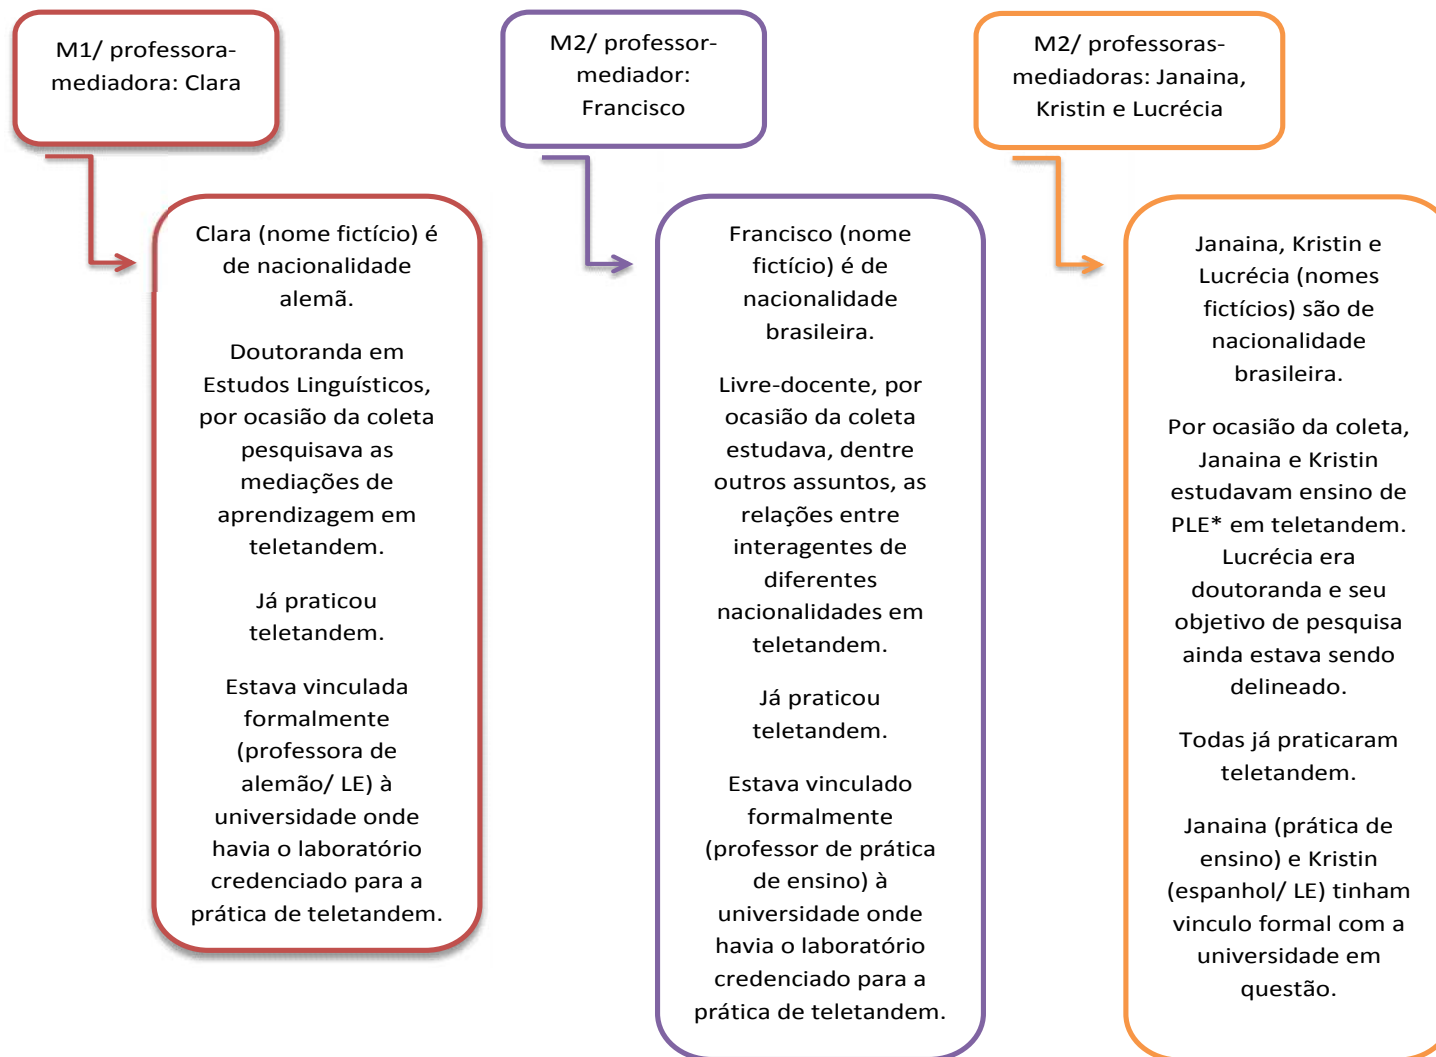 M1/ professora-
mediadora: Clara
M2/ professor-
mediador:
Francisco
M2/ professoras-
mediadoras: Janaina,
Kristin e Lucrécia
Clara (nome fictício) é
de nacionalidade
alemã.
Doutoranda em
Estudos Linguísticos,
por ocasião da coleta
pesquisava as
mediações de
aprendizagem em
teletandem.
Já praticou
teletandem.
Estava vinculada
formalmente
(professora de
alemão/ LE) à
universidade onde
havia o laboratório
credenciado para a
prática de teletandem.
Francisco (nome
fictício) é de
nacionalidade
brasileira.
Livre-docente, por
ocasião da coleta
estudava, dentre
outros assuntos, as
relações entre
interagentes de
diferentes
nacionalidades em
teletandem.
Já praticou
teletandem.
Estava vinculado
formalmente
(professor de prática
de ensino) à
universidade onde
havia o laboratório
credenciado para a
prática de teletandem.
Janaina, Kristin e
Lucrécia (nomes
fictícios) são de
nacionalidade
brasileira.
Por ocasião da coleta,
Janaina e Kristin
estudavam ensino de
PLE* em teletandem.
Lucrécia era
doutoranda e seu
objetivo de pesquisa
ainda estava sendo
delineado.
Todas já praticaram
teletandem.
Janaina (prática de
ensino) e Kristin
(espanhol/ LE) tinham
vinculo formal com a
universidade em
questão.